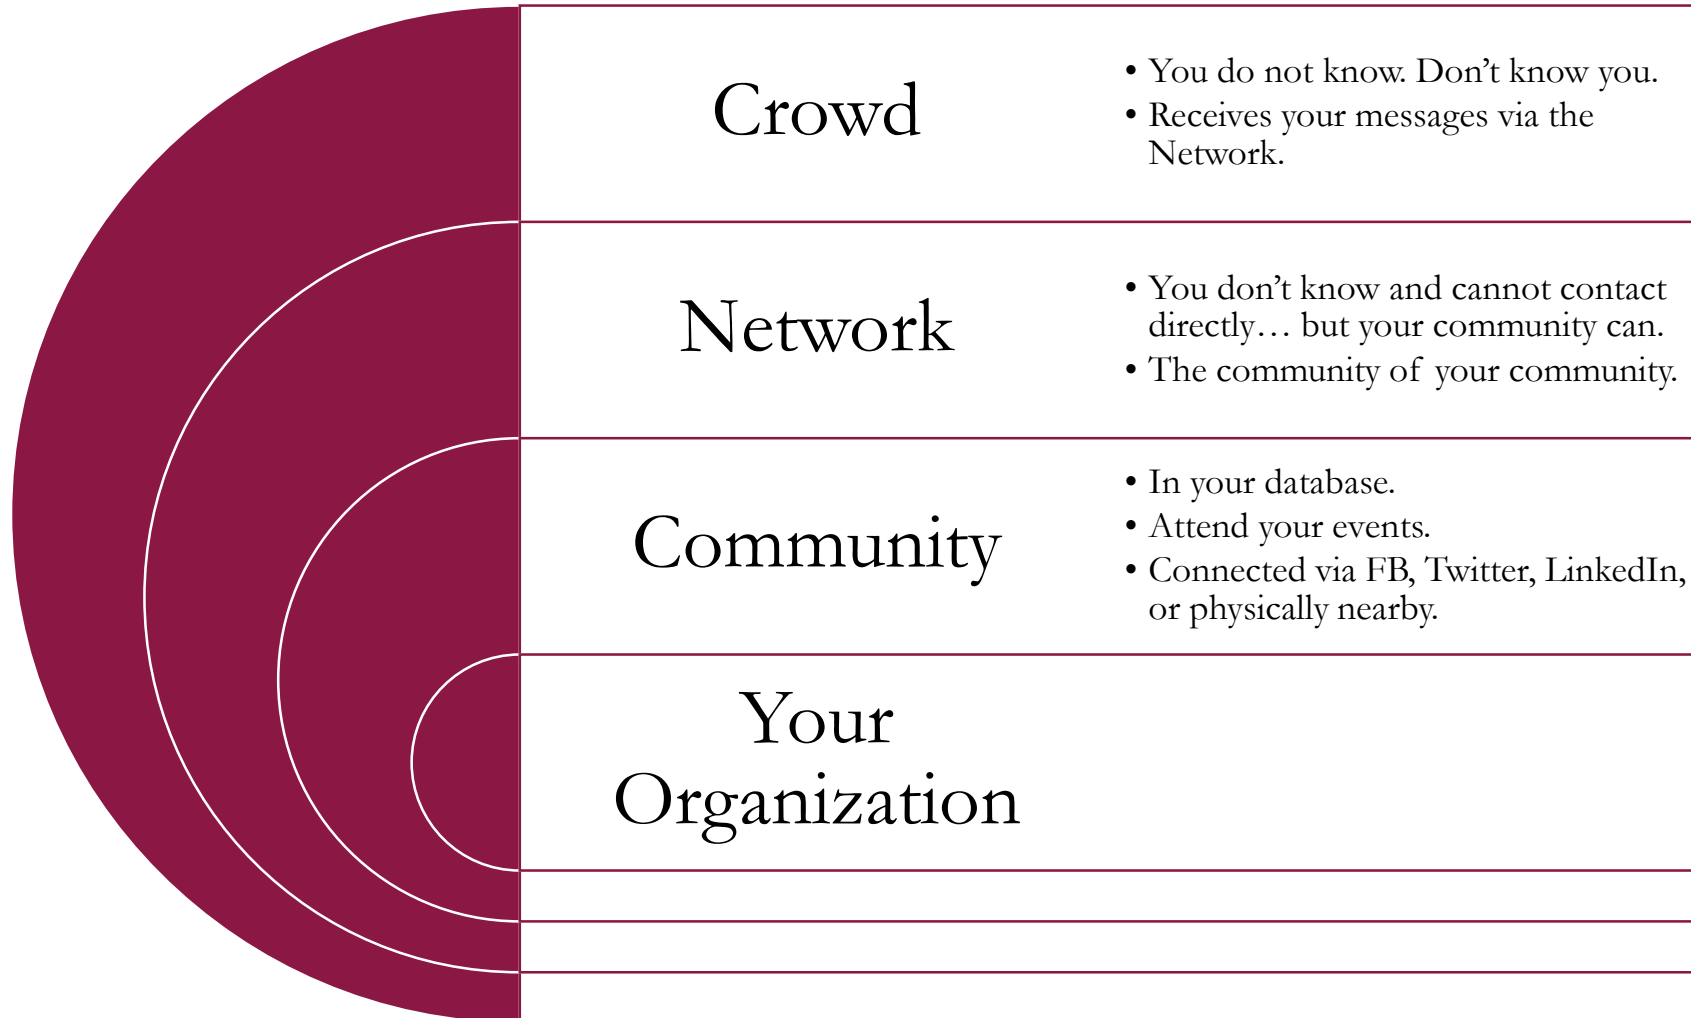 Crowd
• You do not know. Don’t know you.
• Receives your messages via the
Network.
Network
• You don’t know and cannot contact
directly… but your community can.
• The community of your community.
Community
• In your database.
• Attend your events.
• Connected via FB, Twitter, LinkedIn,
or physically nearby.
Your
Organization